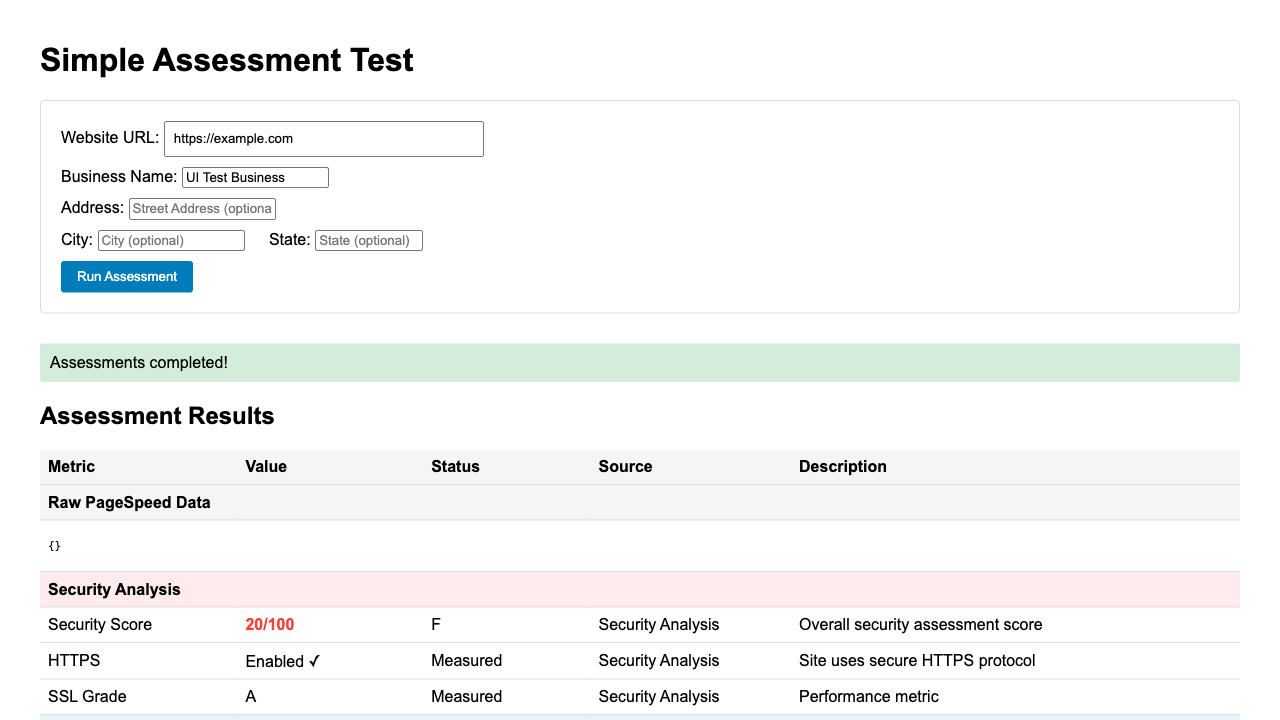 Simple Assessment Test
Website URL: https://example.com
Business Name: UI Test Business
Address: Street Address (optiona
City: City (optional) State: State (optional)
Run Assessment
Assessments completed!
Assessment Results
Metric Value Status Source Description
Raw PageSpeed Data
{}
Security Analysis
Security Score 20/100 F Security Analysis Overall security assessment score
HTTPS Enabled ✓ Measured Security Analysis Site uses secure HTTPS protocol
SSL Grade A Measured Security Analysis Performance metric